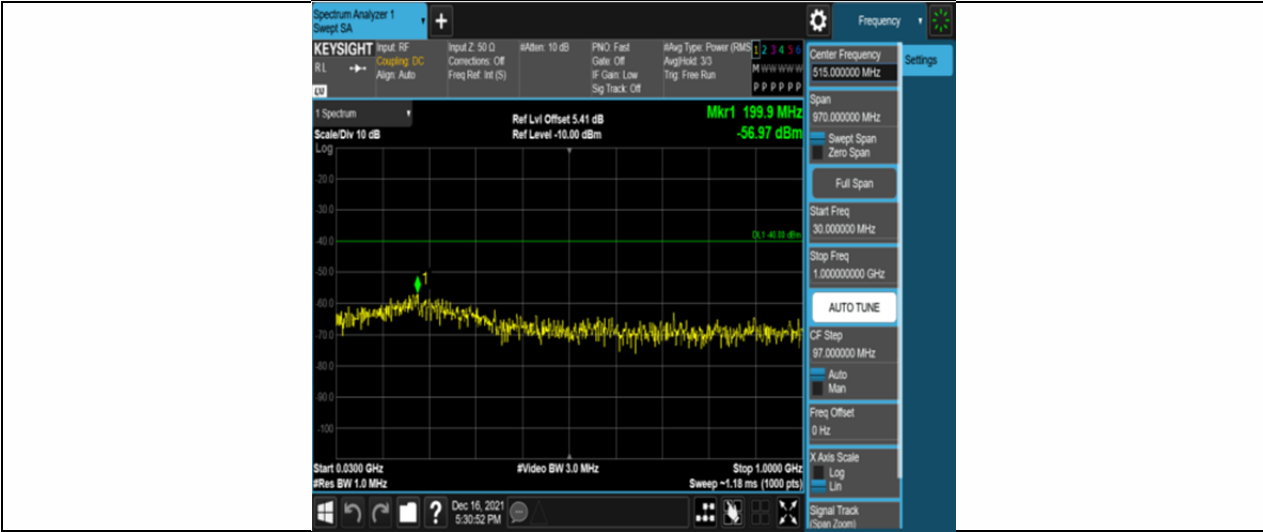 Spectrum Analyzer 1
Swept SA
+
Frequency
KEYSIGHT
RL
LVI
Input: RF
Coupling: DC
Align: Auto
Input Z: 50 Ω
Corrections: Off
Freq Ref: Int (S)
#Atten: 10 dB
PNO: Fast
Gate: Off
IF Gain: Low
Sig Track: Off
#Avg Type: Power (RMS
Avg|Hold: 3/3
Trig: Free Run
1 2 3 4 5 6
M W W W W W
P P P P P P
1 Spectrum
Scale/Div 10 dB
Log
Ref Lvl Offset 5.41 dB
Ref Level -10.00 dBm
Mkr1 199.9 MHz
-56.97 dBm
-20.0
-30.0
-40.0
-50.0
-60.0
-70.0
-80.0
-90.0
-100
DL1 -40.00 dBm
1
Start 0.0300 GHz
#Res BW 1.0 MHz
#Video BW 3.0 MHz
Stop 1.0000 GHz
Sweep ~1.18 ms (1000 pts)
?
Dec 16, 2021
5:30:52 PM
Center Frequency
515.000000 MHz
Settings
Span
970.000000 MHz
Swept Span
Zero Span
Full Span
Start Freq
30.000000 MHz
Stop Freq
1.000000000 GHz
AUTO TUNE
CF Step
97.000000 MHz
Auto
Man
Freq Offset
0 Hz
X Axis Scale
Log
Lin
Signal Track
(Span Zoom)